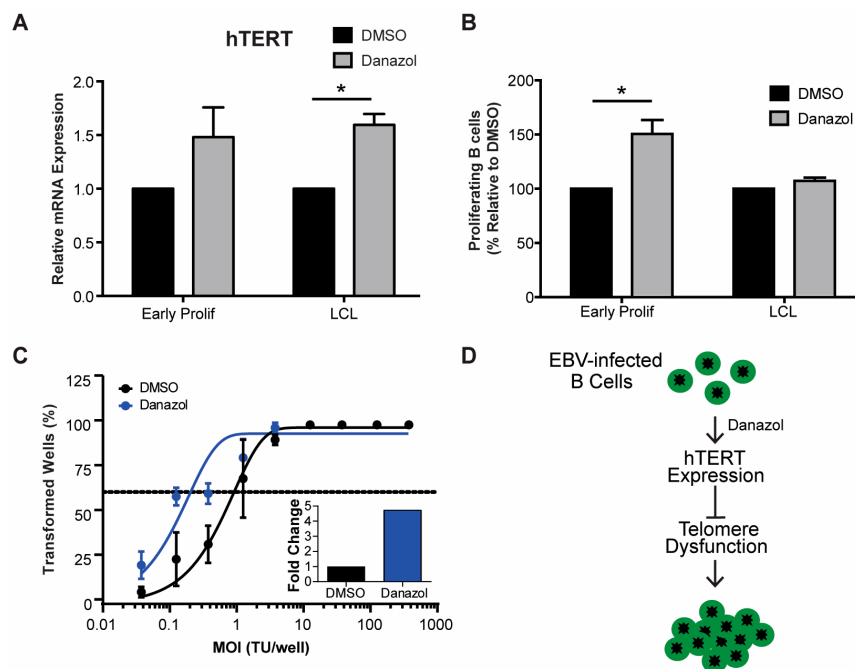 A
hTERT
DMSO
Danazol
Relative mRNA Expression
2.0
1.5
1.0
0.5
0.0
*
Early Prolif
LCL
B
DMSO
Danazol
Proliferating B cells
(% Relative to DMSO)
200
150
100
50
0
*
Early Prolif
LCL
C
DMSO
Danazol
Transformed Wells (%)
125
100
75
50
25
0
0.01
0.1
1
10
100
1000
MOI (TU/well)
Fold Change
5
4
3
2
1
0
DMSO
Danazol
D
EBV-infected
B Cells
Danazol
hTERT
Expression
Telomere
Dysfunction